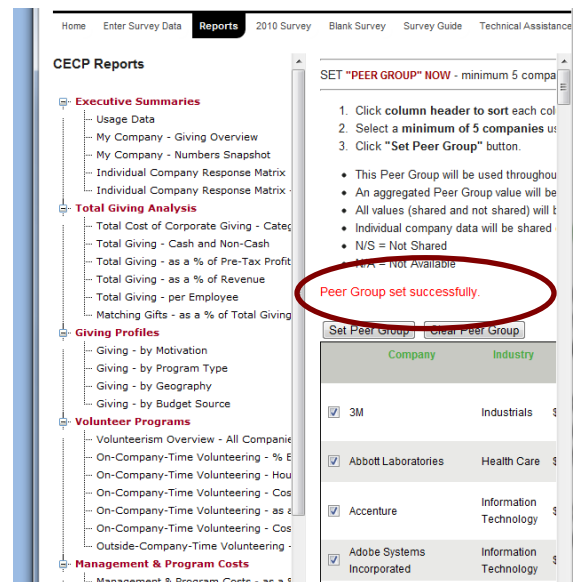 Home Enter Survey Data Reports 2010 Survey Blank Survey Survey Guide Technical Assistance
CECP Reports
Executive Summaries
Usage Data
My Company - Giving Overview
My Company - Numbers Snapshot
Individual Company Response Matrix
Individual Company Response Matrix -
Total Giving Analysis
Total Cost of Corporate Giving - Categ
Total Giving - Cash and Non-Cash
Total Giving - as a % of Pre-Tax Profit
Total Giving - as a % of Revenue
Total Giving - per Employee
Matching Gifts - as a % of Total Giving
Giving Profiles
Giving - by Motivation
Giving - by Program Type
Giving - by Geography
Giving - by Budget Source
Volunteer Programs
Volunteerism Overview - All Companie
On-Company-Time Volunteering - % E
On-Company-Time Volunteering - Hou
On-Company-Time Volunteering - Cos
On-Company-Time Volunteering - as a
On-Company-Time Volunteering - Cos
Outside-Company-Time Volunteering -
Management & Program Costs
Management & Program Costs - as a %
SET "PEER GROUP" NOW - minimum 5 compa
1. Click column header to sort each col
2. Select a minimum of 5 companies us
3. Click "Set Peer Group" button.
• This Peer Group will be used throughou
• An aggregated Peer Group value will be
• All values (shared and not shared) will b
• Individual company data will be shared
• N/S = Not Shared
• N/A = Not Available
Peer Group set successfully.
Set Peer Group Clear Peer Group
Company Industry
3M Industrials $
Abbott Laboratories Health Care $
Accenture Information Technology $
Adobe Systems Incorporated Information Technology $